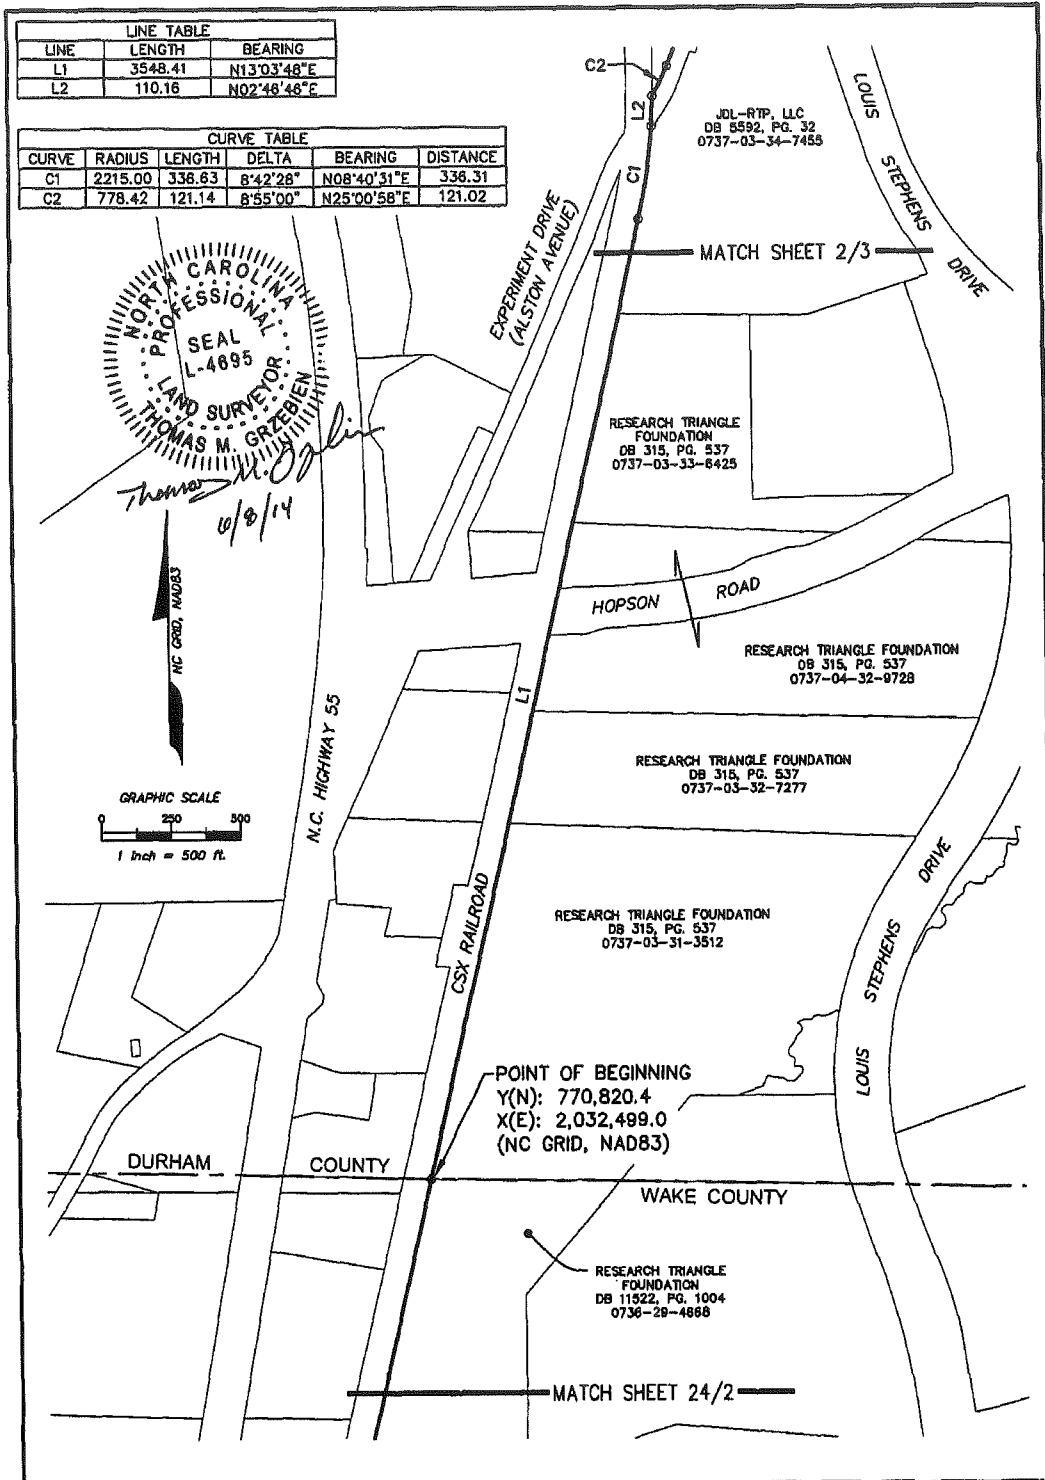 LINE TABLE
LINE LENGTH BEARING
L1 3548.41 N13°03'48"E
L2 110.16 N02°46'46"E
CURVE TABLE
CURVE RADIUS LENGTH DELTA BEARING DISTANCE
C1 2215.00 336.63 8°42'28" N08°40'31"E 336.31
C2 778.42 121.14 8°55'00" N25°00'58"E 121.02
C2
L2
C1
JDL-RTP, LLC
DB 5592, PG. 32
0737-03-34-7455
LOUIS STEPHENS DRIVE
MATCH SHEET 2/3
EXPERIMENT DRIVE
(ALSTON AVENUE)
NORTH CAROLINA
PROFESSIONAL
SEAL
L-4695
LAND SURVEYOR
THOMAS M. GRZEBIEN
6/8/14
RESEARCH TRIANGLE
FOUNDATION
DB 315, PG. 537
0737-03-33-6425
NC GRID, NAD83
HOPSON ROAD
RESEARCH TRIANGLE FOUNDATION
DB 315, PG. 537
0737-04-32-9728
L1
N.C. HIGHWAY 55
RESEARCH TRIANGLE FOUNDATION
DB 315, PG. 537
0737-03-32-7277
GRAPHIC SCALE
0 250 500
1 inch = 500 ft.
CSX RAILROAD
RESEARCH TRIANGLE FOUNDATION
DB 315, PG. 537
0737-03-31-3512
LOUIS STEPHENS DRIVE
POINT OF BEGINNING
Y(N): 770,820.4
X(E): 2,032,499.0
(NC GRID, NAD83)
DURHAM COUNTY
WAKE COUNTY
RESEARCH TRIANGLE
FOUNDATION
DB 11522, PG. 1004
0736-29-4668
MATCH SHEET 24/2